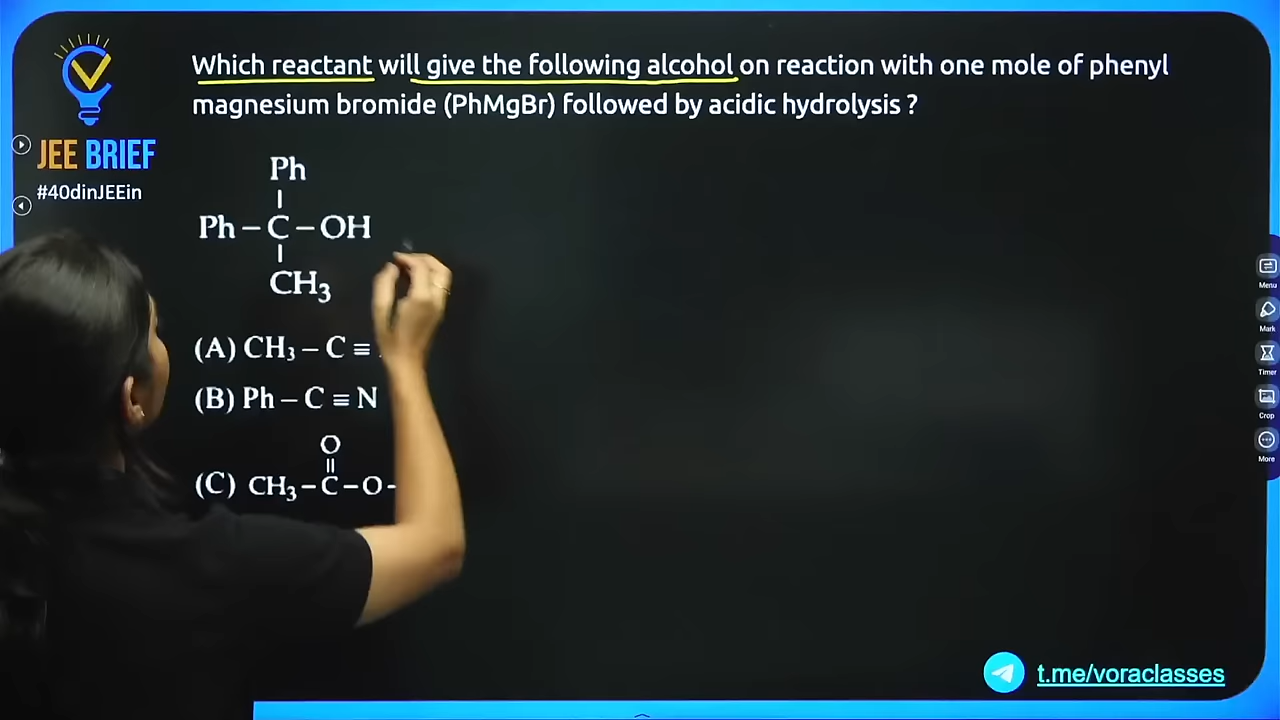 Which reactant will give the following alcohol on reaction with one mole of phenyl
magnesium bromide (PhMgBr) followed by acidic hydrolysis ?
JEE BRIEF
#40dinJEEin
Ph
Ph – C – OH
CH₃
(A) CH₃ – C ≡
(B) Ph – C ≡ N
O
(C) CH₃ – C – O -
Menu
Mark
Timer
Crop
More
t.me/voraclasses